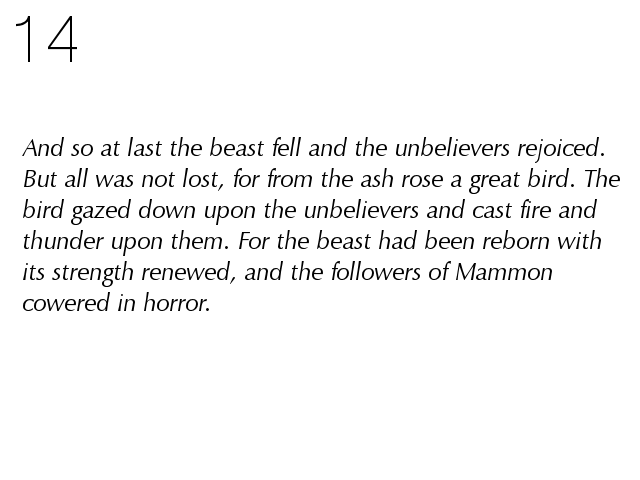 14
And so at last the beast fell and the unbelievers rejoiced.
But all was not lost, for from the ash rose a great bird. The
bird gazed down upon the unbelievers and cast fire and
thunder upon them. For the beast had been reborn with
its strength renewed, and the followers of Mammon
cowered in horror.